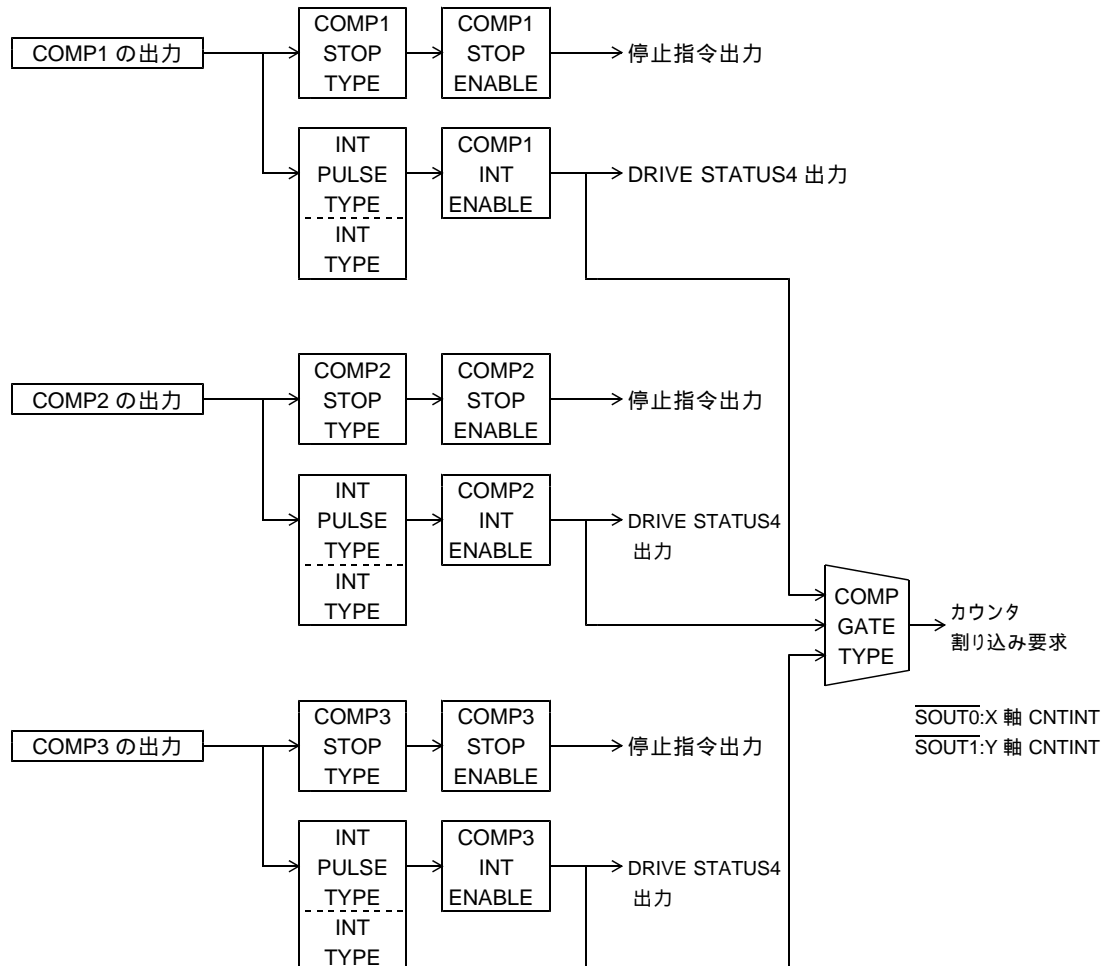 COMP1 の出力
COMP1
STOP
TYPE
COMP1
STOP
ENABLE
停止指令出力
INT
PULSE
TYPE
INT
TYPE
COMP1
INT
ENABLE
DRIVE STATUS4 出力
COMP2 の出力
COMP2
STOP
TYPE
COMP2
STOP
ENABLE
停止指令出力
INT
PULSE
TYPE
INT
TYPE
COMP2
INT
ENABLE
DRIVE STATUS4
出力
COMP
GATE
TYPE
カウンタ
割り込み要求
SOUT0:X 軸 CNTINT
SOUT1:Y 軸 CNTINT
COMP3 の出力
COMP3
STOP
TYPE
COMP3
STOP
ENABLE
停止指令出力
INT
PULSE
TYPE
INT
TYPE
COMP3
INT
ENABLE
DRIVE STATUS4
出力